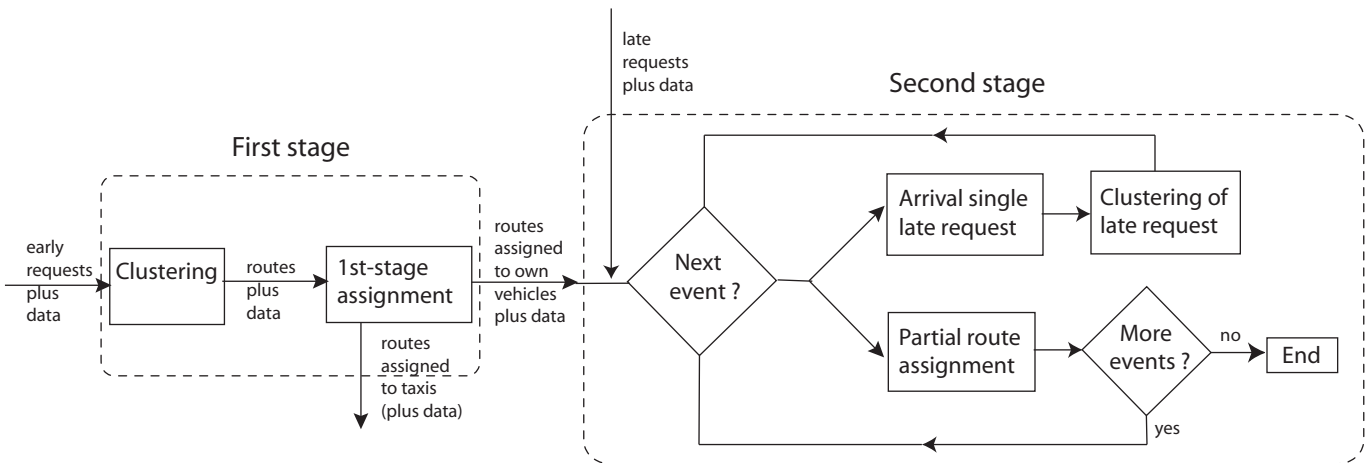 First stage
early
requests
plus
data
Clustering
routes
plus
data
1st-stage
assignment
routes
assigned
to taxis
(plus data)
routes
assigned
to own
vehicles
plus data
late
requests
plus data
Second stage
Next
event ?
Arrival single
late request
Clustering of
late request
Partial route
assignment
More
events ?
no
End
yes